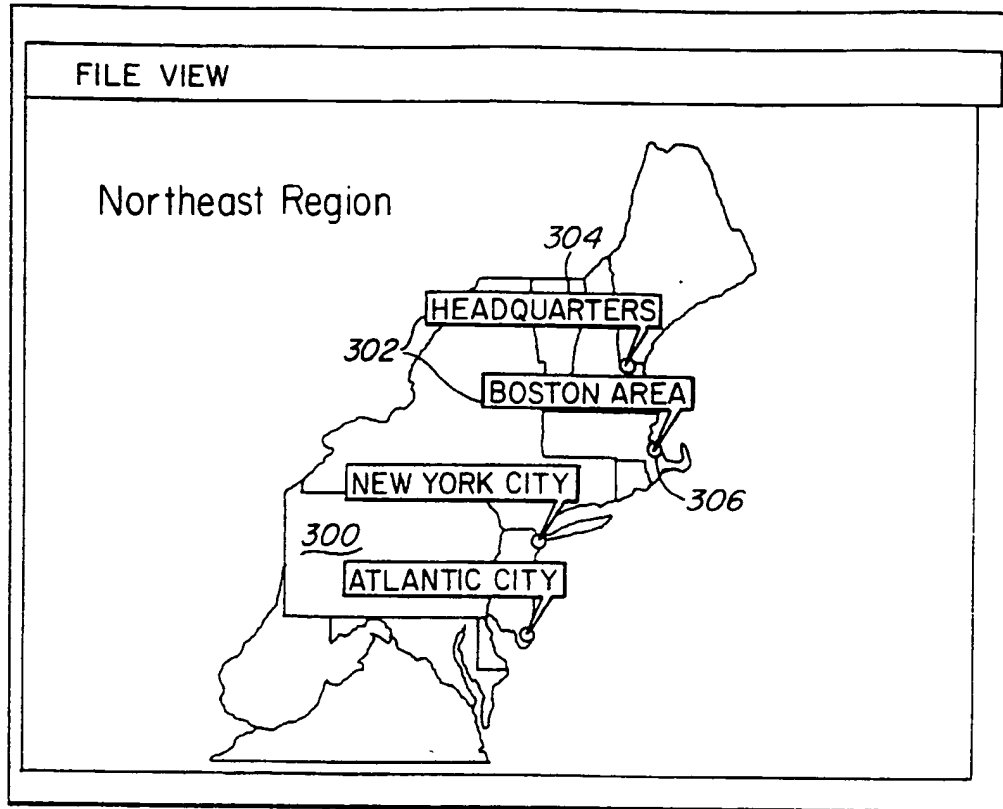 FILE VIEW
Northeast Region
304
HEADQUARTERS
302
BOSTON AREA
NEW YORK CITY
306
300
ATLANTIC CITY